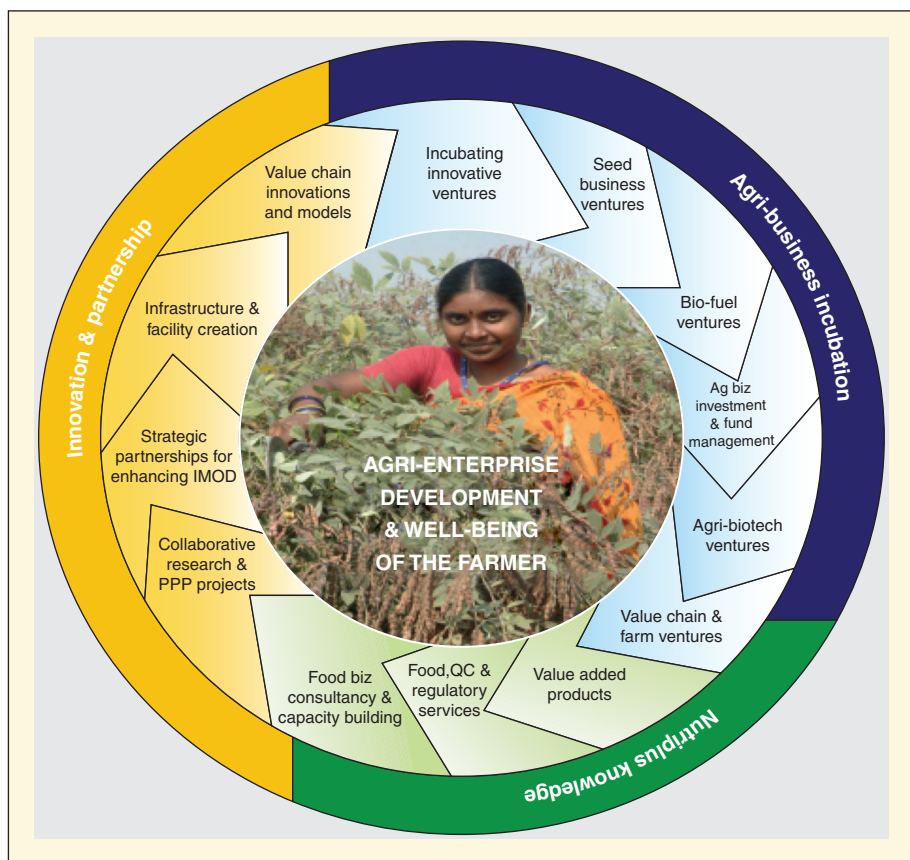 Innovation & partnership
Agri-business incubation
Nutriplus knowledge
Value chain
innovations
and models
Incubating
innovative
ventures
Seed
business
ventures
Bio-fuel
ventures
Ag biz
investment
& fund
management
Agri-biotech
ventures
Value chain &
farm ventures
Value added
products
Food,QC &
regulatory
services
Food biz
consultancy &
capacity building
Collaborative
research &
PPP projects
Strategic
partnerships for
enhancing IMOD
Infrastructure &
facility creation
AGRI-ENTERPRISE
DEVELOPMENT
& WELL-BEING
OF THE FARMER